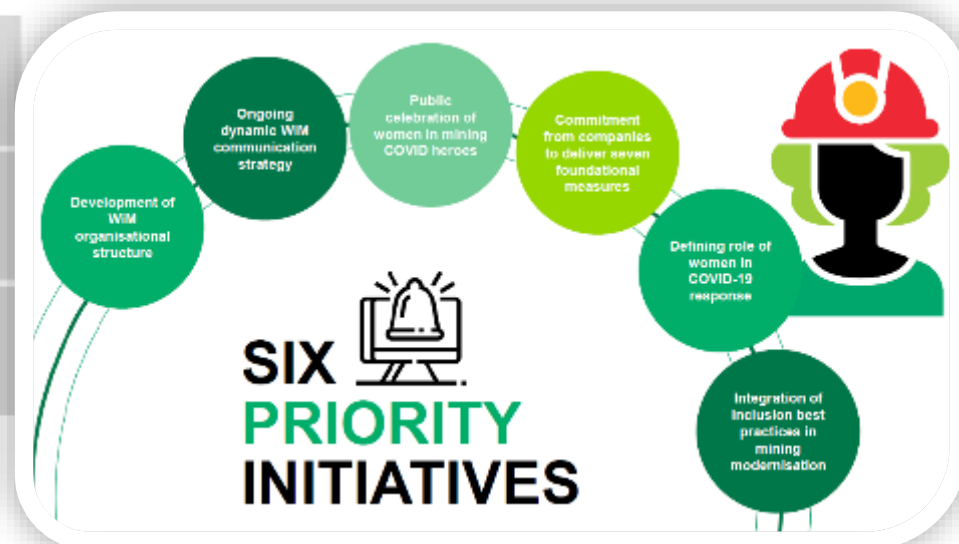 Development of
WiM
organisational
structure
Ongoing
dynamic WiM
communication
strategy
Public
celebration of
women in mining
COVID heroes
Commitment
from companies
to deliver seven
foundational
measures
Defining role of
women in
COVID-19
response
Integration of
inclusion best
practices in
mining
modernisation
SIX
PRIORITY
INITIATIVES